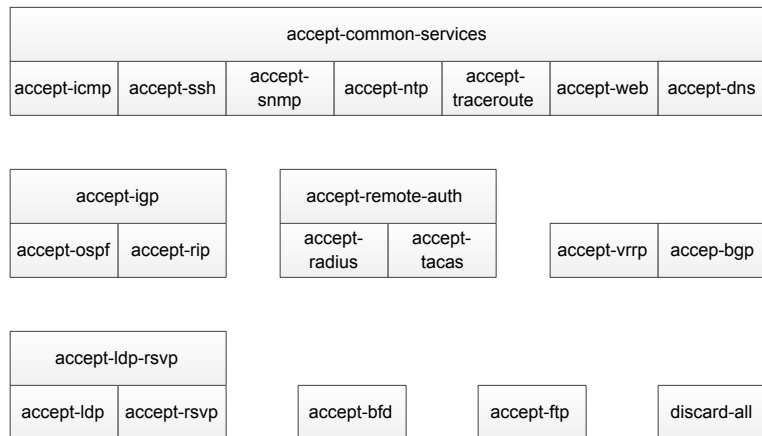 accept-common-services
accept-icmp
accept-ssh
accept-
snmp
accept-ntp
accept-
traceroute
accept-web
accept-dns
accept-igp
accept-remote-auth
accept-ospf
accept-rip
accept-
radius
accept-
tacas
accept-vrrp
accep-bgp
accept-ldp-rsvp
accept-ldp
accept-rsvp
accept-bfd
accept-ftp
discard-all